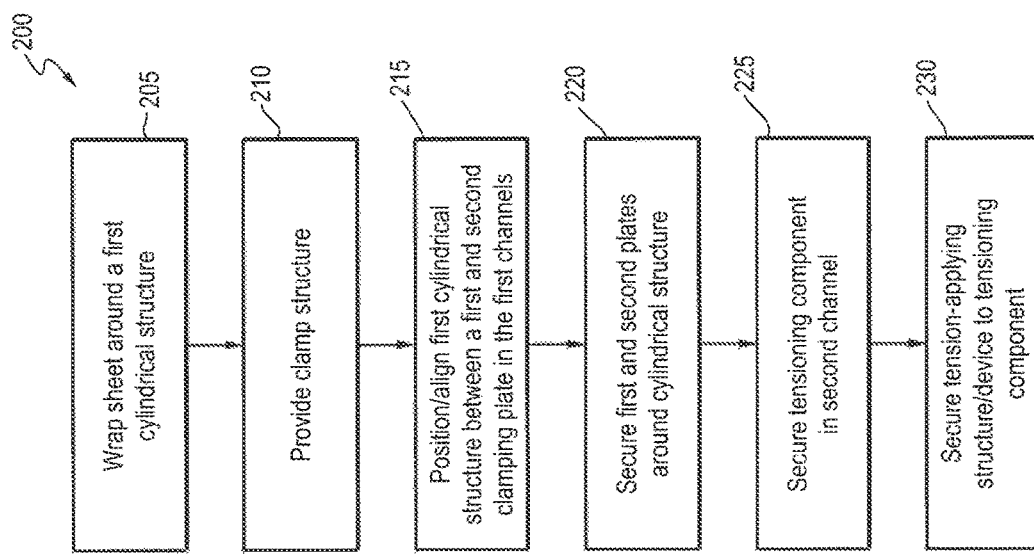 200
205
Wrap sheet around a first
cylindrical structure
210
Provide clamp structure
215
Position/align first cylindrical
structure between a first and second
clamping plate in the first channels
220
Secure first and second plates
around cylindrical structure
225
Secure tensioning component
in second channel
230
Secure tension-applying
structure/device to tensioning
component